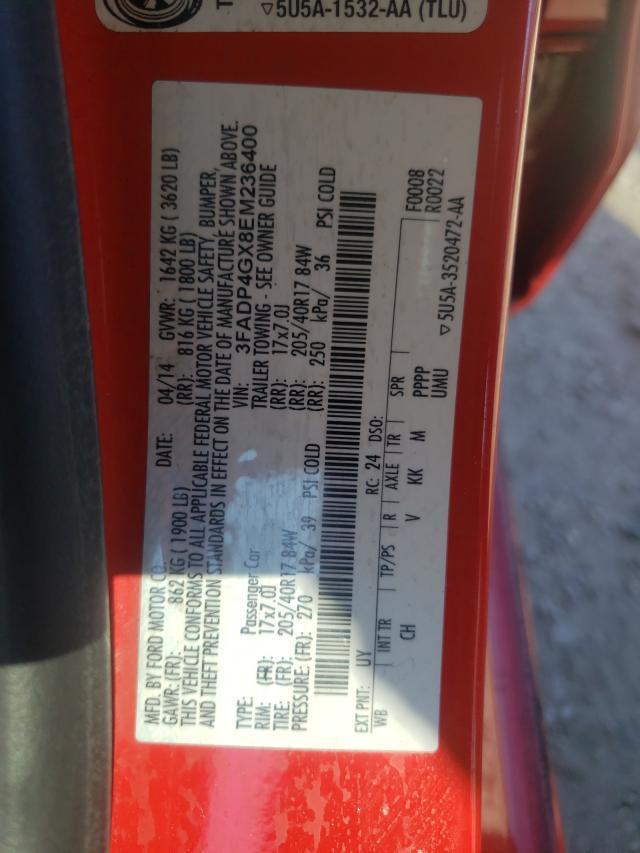 ▽5U5A-1532-AA (TLU)
MFD. BY FORD MOTOR CO. DATE: 04/14 GVWR: 1642 KG ( 3620 LB)
GAWR: (FR): 862 KG ( 1900 LB) (RR): 816 KG ( 1800 LB)
THIS VEHICLE CONFORMS TO ALL APPLICABLE FEDERAL MOTOR VEHICLE SAFETY, BUMPER,
AND THEFT PREVENTION STANDARDS IN EFFECT ON THE DATE OF MANUFACTURE SHOWN ABOVE.
VIN: 3FADP4GX8EM236400
TYPE: Passenger Car TRAILER TOWING - SEE OWNER GUIDE
RIM: (FR): 17x7.0J (RR): 17x7.0J
TIRE: (FR): 205/40R17 84W (RR): 205/40R17 84W
PRESSURE: (FR): 270 kPa/ 39 PSI COLD (RR): 250 kPa/ 36 PSI COLD
EXT PNT: UY RC: 24 DSO: F0008
WB INT TR TP/PS R AXLE TR SPR R0022
CH V KK M PPPP
UMU
▽5U5A-3520472-AA